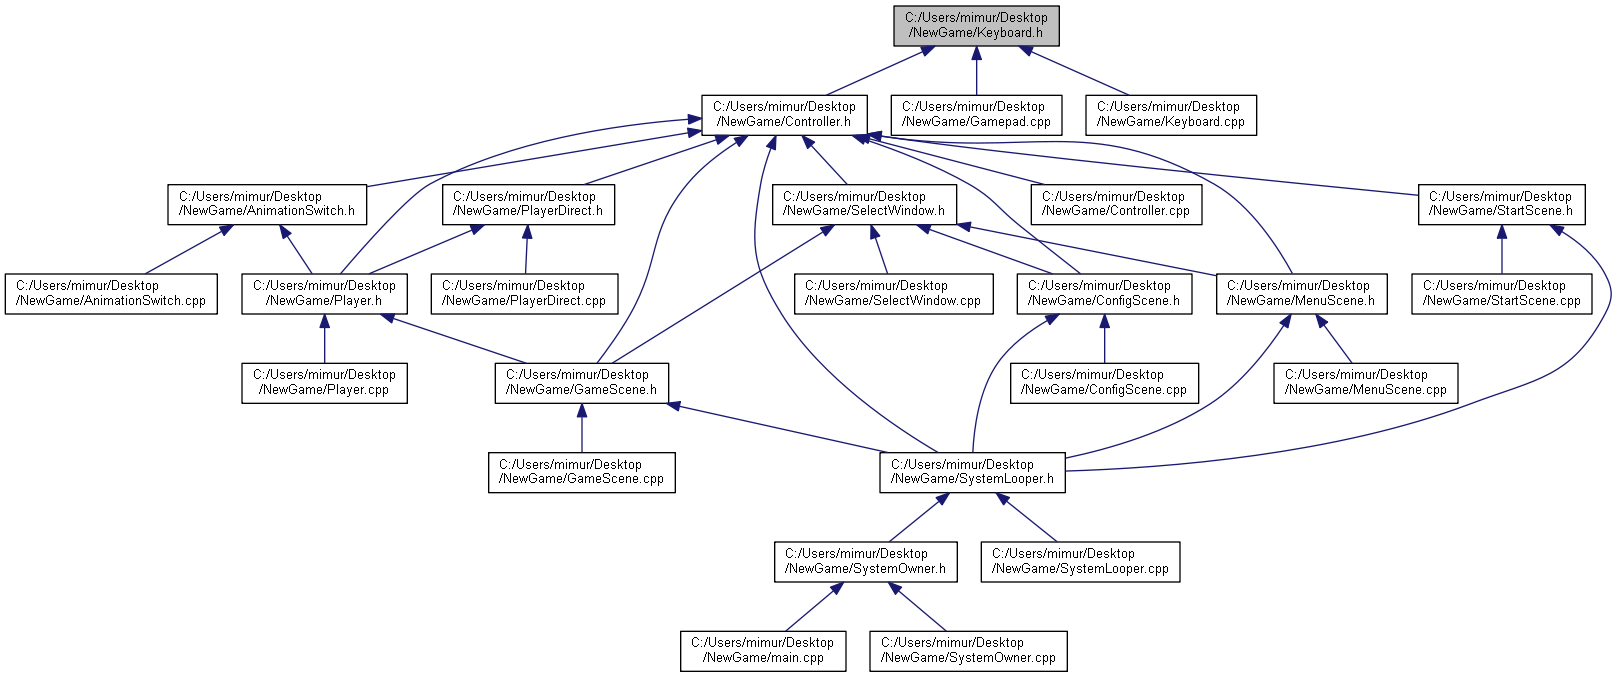 C:/Users/mimur/Desktop
/NewGame/Keyboard.h
C:/Users/mimur/Desktop
/NewGame/Controller.h
C:/Users/mimur/Desktop
/NewGame/Gamepad.cpp
C:/Users/mimur/Desktop
/NewGame/Keyboard.cpp
C:/Users/mimur/Desktop
/NewGame/AnimationSwitch.h
C:/Users/mimur/Desktop
/NewGame/PlayerDirect.h
C:/Users/mimur/Desktop
/NewGame/SelectWindow.h
C:/Users/mimur/Desktop
/NewGame/Controller.cpp
C:/Users/mimur/Desktop
/NewGame/StartScene.h
C:/Users/mimur/Desktop
/NewGame/AnimationSwitch.cpp
C:/Users/mimur/Desktop
/NewGame/Player.h
C:/Users/mimur/Desktop
/NewGame/PlayerDirect.cpp
C:/Users/mimur/Desktop
/NewGame/SelectWindow.cpp
C:/Users/mimur/Desktop
/NewGame/ConfigScene.h
C:/Users/mimur/Desktop
/NewGame/MenuScene.h
C:/Users/mimur/Desktop
/NewGame/StartScene.cpp
C:/Users/mimur/Desktop
/NewGame/Player.cpp
C:/Users/mimur/Desktop
/NewGame/GameScene.h
C:/Users/mimur/Desktop
/NewGame/ConfigScene.cpp
C:/Users/mimur/Desktop
/NewGame/MenuScene.cpp
C:/Users/mimur/Desktop
/NewGame/GameScene.cpp
C:/Users/mimur/Desktop
/NewGame/SystemLooper.h
C:/Users/mimur/Desktop
/NewGame/SystemOwner.h
C:/Users/mimur/Desktop
/NewGame/SystemLooper.cpp
C:/Users/mimur/Desktop
/NewGame/main.cpp
C:/Users/mimur/Desktop
/NewGame/SystemOwner.cpp